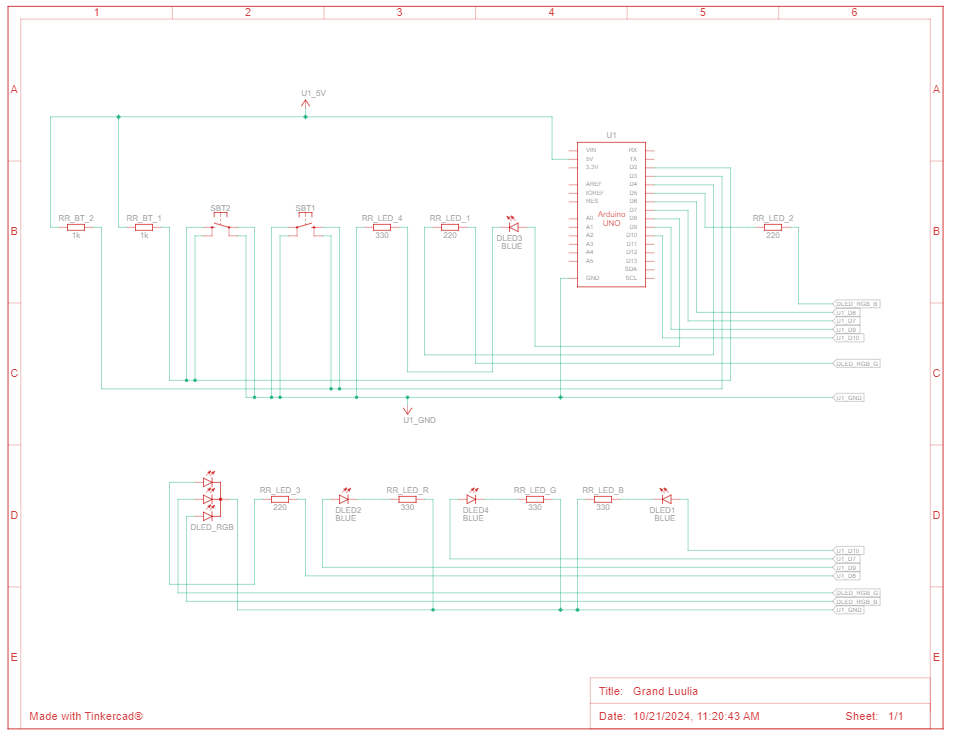 1 2 3 4 5 6
A A
U1_5V
U1
VIN RX
5V TX
3.3V D2
D3
AREF D4
IOREF D5
RES D6
D7
A0 D8
A1 D9
A2 D10
A3 D11
A4 D12
A5 D13
SDA
GND SCL
Arduino
UNO
B B
RR_BT_2
1k
RR_BT_1
1k
SBT2
SBT1
RR_LED_4
330
RR_LED_1
220
DLED3
BLUE
RR_LED_2
220
DLED_RGB_B
U1_D6
U1_D7
U1_D9
U1_D10
DLED_RGB_G
C C
U1_GND
U1_GND
DLED_RGB
RR_LED_3
220
DLED2
BLUE
RR_LED_R
330
DLED4
BLUE
RR_LED_G
330
RR_LED_B
330
DLED1
BLUE
D D
U1_D10
U1_D7
U1_D9
U1_D6
DLED_RGB_G
DLED_RGB_B
U1_GND
E E
Title: Grand Luulia
Made with Tinkercad®
Date: 10/21/2024, 11:20:43 AM Sheet: 1/1